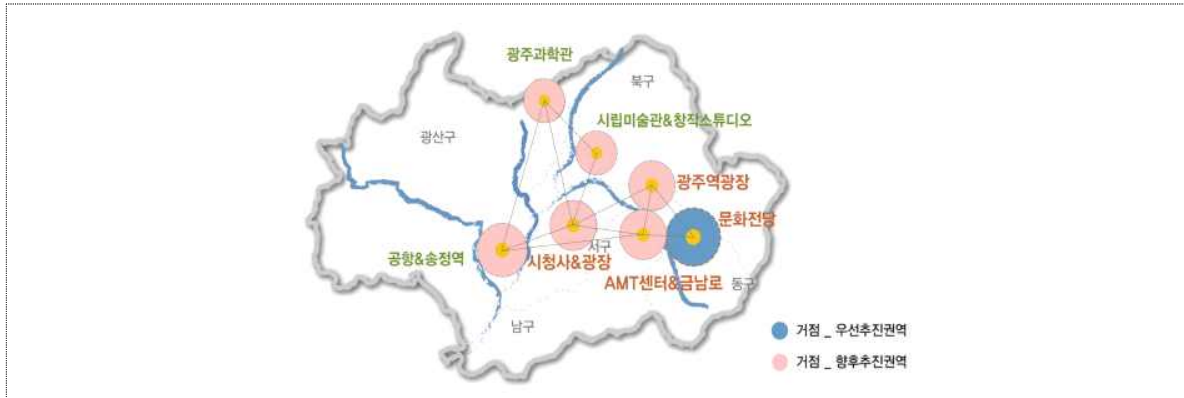 광주과학관
북구
시립미술관&창작스튜디오
광산구
광주역광장
문화전당
서구
공항&송정역
시청사&광장
AMT센터&금남로
동구
남구
거점 _ 우선추진권역
거점 _ 향후추진권역